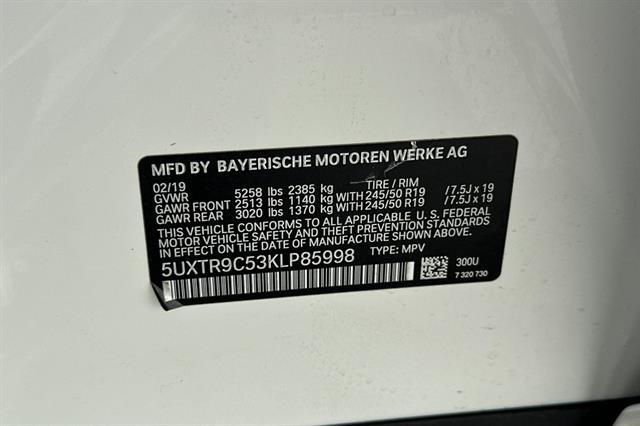 MFD BY BAYERISCHE MOTOREN WERKE AG
02/19 TIRE / RIM
GVWR 5258 lbs 2385 kg
GAWR FRONT 2513 lbs 1140 kg WITH 245/50 R19 / 7.5J x 19
GAWR REAR 3020 lbs 1370 kg WITH 245/50 R19 / 7.5J x 19
THIS VEHICLE CONFORMS TO ALL APPLICABLE U. S. FEDERAL
MOTOR VEHICLE SAFETY, BUMPER, AND
THEFT PREVENTION STANDARDS IN EFFECT ON THE DATE OF MANUFACTURE SHOWN ABOVE.
5UXTR9C53KLP85998 TYPE: MPV
300U
7 320 730